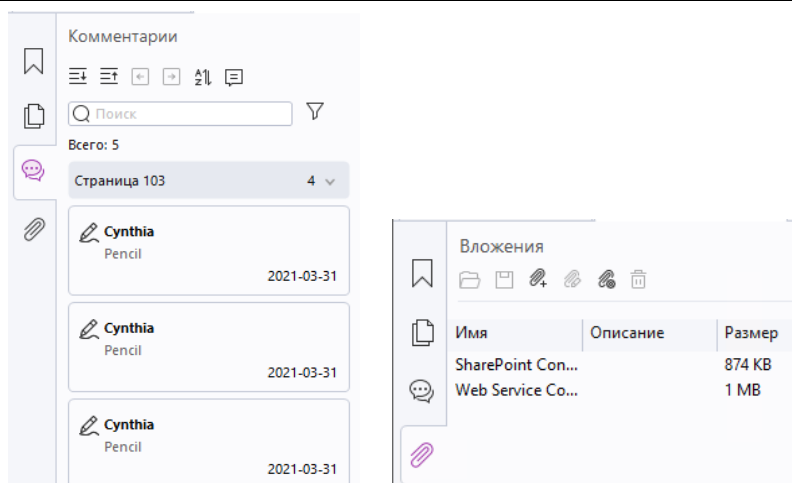 Комментарии
Поиск
Всего: 5
Страница 103 4
Cynthia
Pencil
2021-03-31
Cynthia
Pencil
2021-03-31
Cynthia
Pencil
2021-03-31
Вложения
Имя Описание Размер
SharePoint Con... 874 KB
Web Service Co... 1 MB